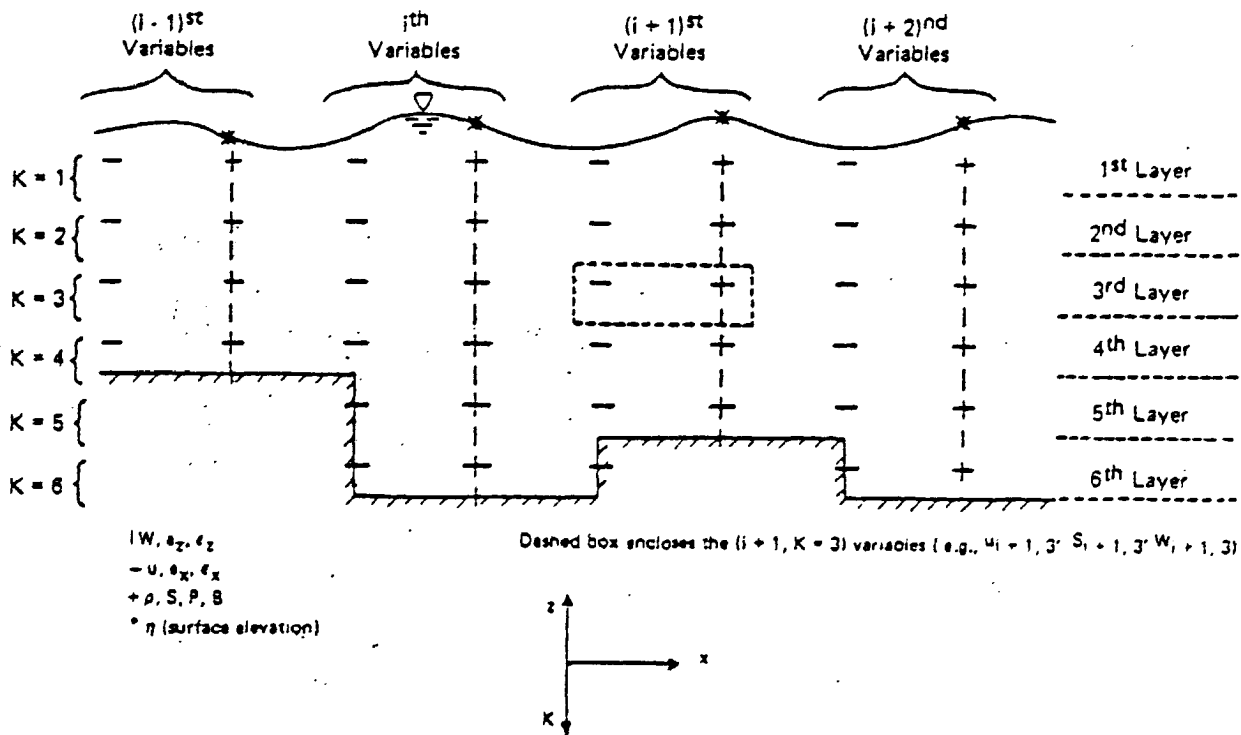 (i - 1)st
Variables
ith
Variables
(i + 1)st
Variables
(i + 2)nd
Variables
K = 1
K = 2
K = 3
K = 4
K = 5
K = 6
1st Layer
2nd Layer
3rd Layer
4th Layer
5th Layer
6th Layer
| W, az, εz
– u, ax, εx
+ ρ, S, P, B
* η (surface elevation)
Dashed box encloses the (i + 1, K = 3) variables (e.g., ui + 1, 3, Si + 1, 3, Wi + 1, 3)
z
x
K